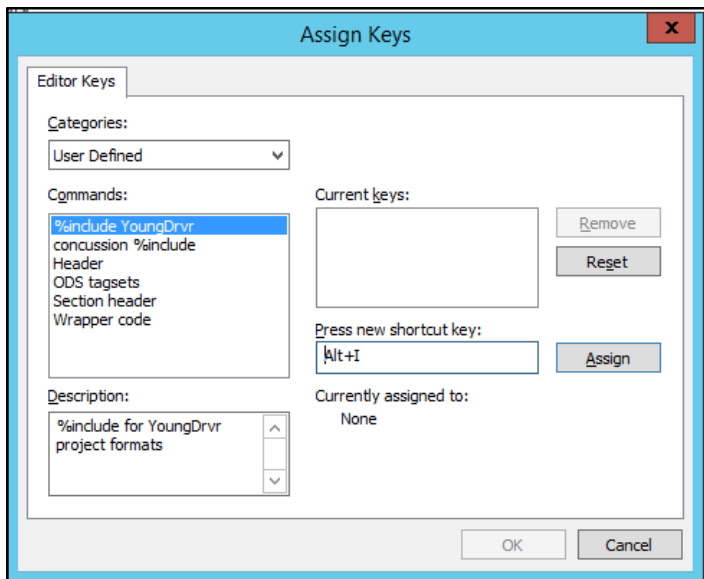 Assign Keys
x
Editor Keys
Categories:
User Defined
Commands:
%include YoungDrvr
concussion %include
Header
ODS tagsets
Section header
Wrapper code
Current keys:
Remove
Reset
Press new shortcut key:
Alt+I
Assign
Description:
%include for YoungDrvr
project formats
Currently assigned to:
None
OK
Cancel